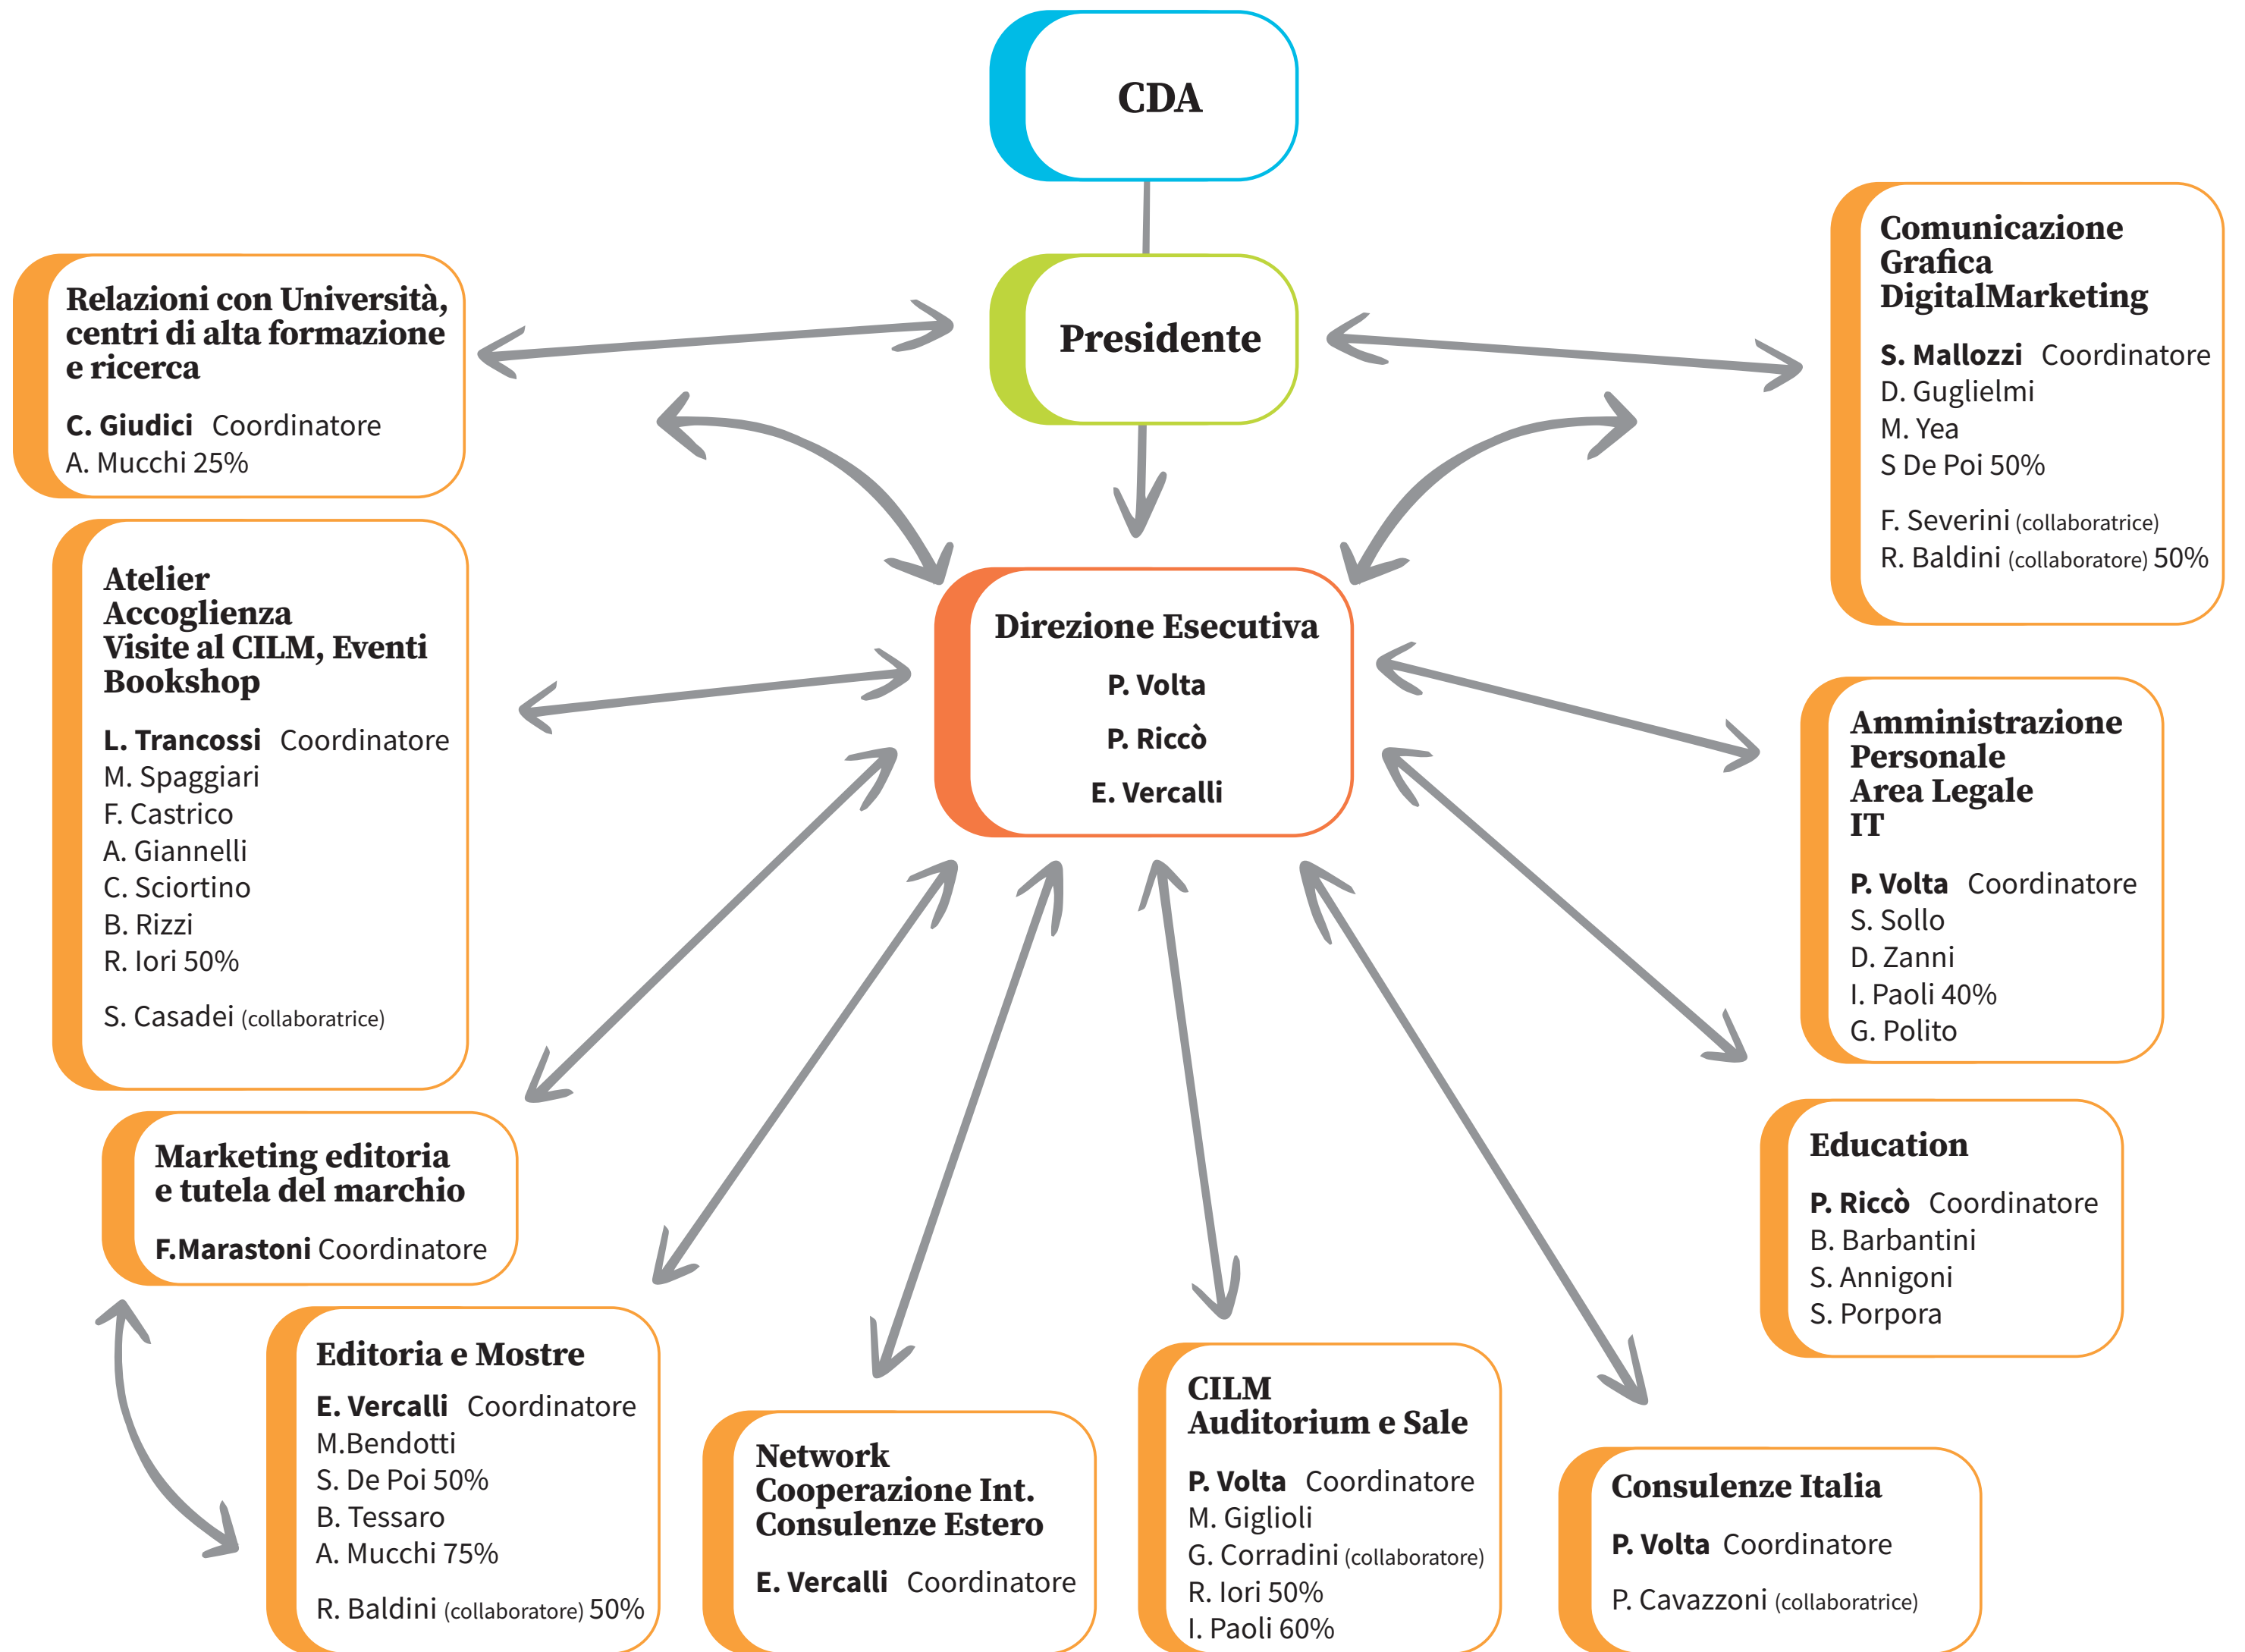 CDA
Presidente
Relazioni con Università,
centri di alta formazione
e ricerca
C. Giudici Coordinatore
A. Mucchi 25%
Comunicazione
Grafica
DigitalMarketing
S. Mallozzi Coordinatore
D. Guglielmi
M. Yea
S De Poi 50%
F. Severini (collaboratrice)
R. Baldini (collaboratore) 50%
Direzione Esecutiva
P. Volta
P. Riccò
E. Vercalli
Atelier
Accoglienza
Visite al CILM, Eventi
Bookshop
L. Trancossi Coordinatore
M. Spaggiari
F. Castrico
A. Giannelli
C. Sciortino
B. Rizzi
R. Iori 50%
S. Casadei (collaboratrice)
Amministrazione
Personale
Area Legale
IT
P. Volta Coordinatore
S. Sollo
D. Zanni
I. Paoli 40%
G. Polito
Marketing editoria
e tutela del marchio
F.Marastoni Coordinatore
Education
P. Riccò Coordinatore
B. Barbantini
S. Annigoni
S. Porpora
Editoria e Mostre
E. Vercalli Coordinatore
M.Bendotti
S. De Poi 50%
B. Tessaro
A. Mucchi 75%
R. Baldini (collaboratore) 50%
Network
Cooperazione Int.
Consulenze Estero
E. Vercalli Coordinatore
CILM
Auditorium e Sale
P. Volta Coordinatore
M. Giglioli
G. Corradini (collaboratore)
R. Iori 50%
I. Paoli 60%
Consulenze Italia
P. Volta Coordinatore
P. Cavazzoni (collaboratrice)